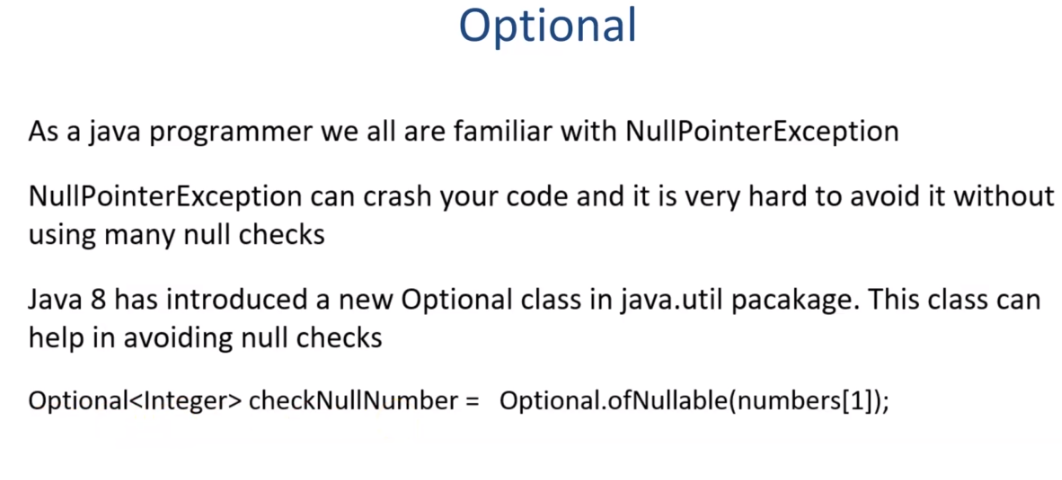 Optional
As a java programmer we all are familiar with NullPointerException
NullPointerException can crash your code and it is very hard to avoid it without
using many null checks
Java 8 has introduced a new Optional class in java.util pacakage. This class can
help in avoiding null checks
Optional<Integer> checkNullNumber = Optional.ofNullable(numbers[1]);